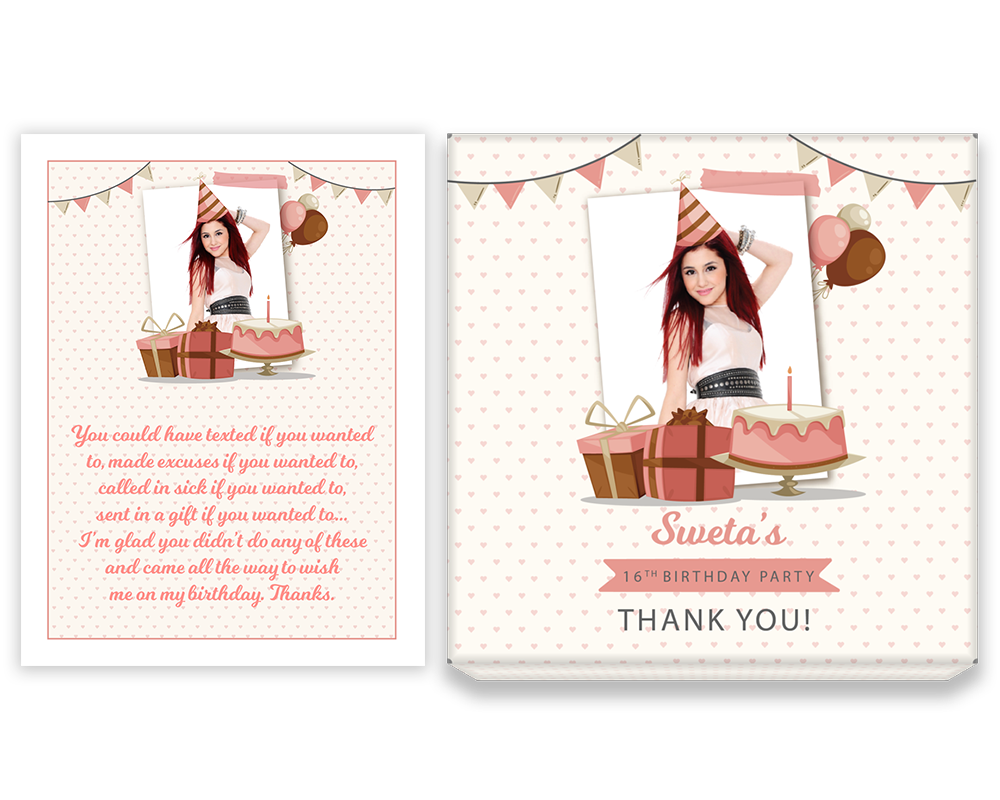 You could have texted if you wanted
to, made excuses if you wanted to,
called in sick if you wanted to,
sent in a gift if you wanted to...
I'm glad you didn't do any of these
and came all the way to wish
me on my birthday. Thanks.
Sweta's
16TH BIRTHDAY PARTY
THANK YOU!